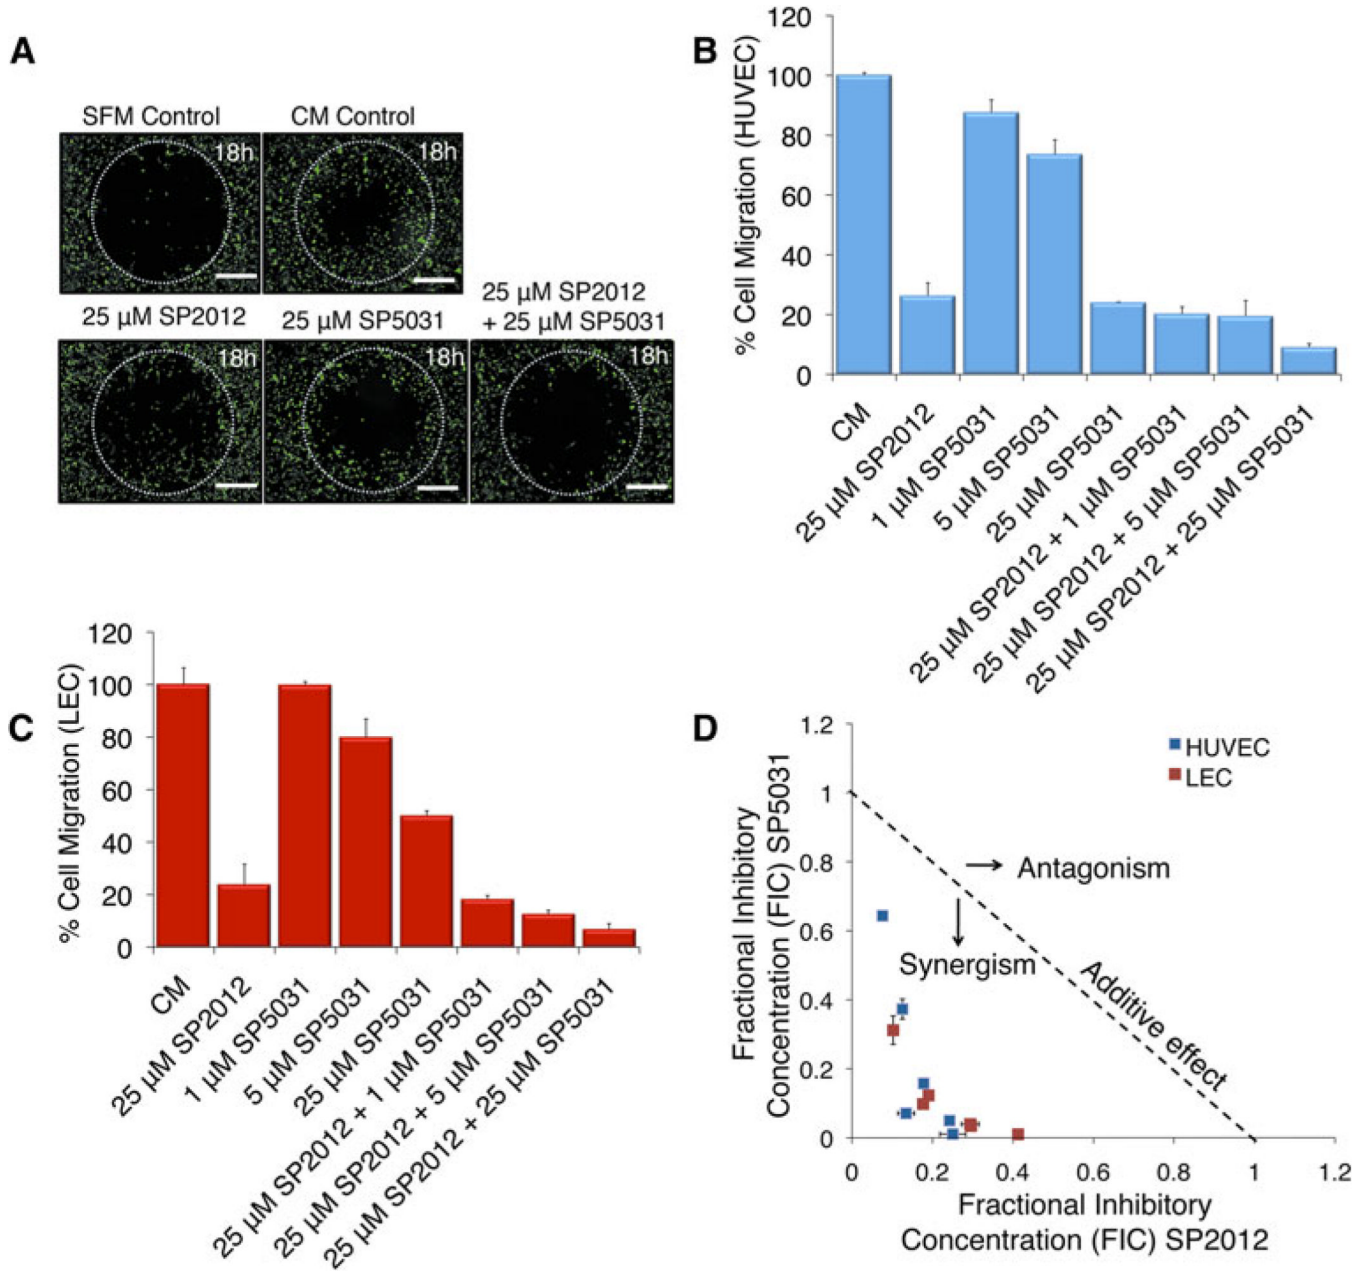 A
SFM Control
CM Control
18h
18h
25 µM SP2012
25 µM SP5031
25 µM SP2012
+ 25 µM SP5031
18h
18h
18h
B
% Cell Migration (HUVEC)
120
100
80
60
40
20
0
CM
25 µM SP2012
1 µM SP5031
5 µM SP5031
25 µM SP5031
25 µM SP2012 + 1 µM SP5031
25 µM SP2012 + 5 µM SP5031
25 µM SP2012 + 25 µM SP5031
C
% Cell Migration (LEC)
120
100
80
60
40
20
0
CM
25 µM SP2012
1 µM SP5031
5 µM SP5031
25 µM SP5031
25 µM SP2012 + 1 µM SP5031
25 µM SP2012 + 5 µM SP5031
25 µM SP2012 + 25 µM SP5031
D
Fractional Inhibitory
Concentration (FIC) SP5031
1.2
1
0.8
0.6
0.4
0.2
0
HUVEC
LEC
Antagonism
Synergism
Additive effect
0
0.2
0.4
0.6
0.8
1
1.2
Fractional Inhibitory
Concentration (FIC) SP2012